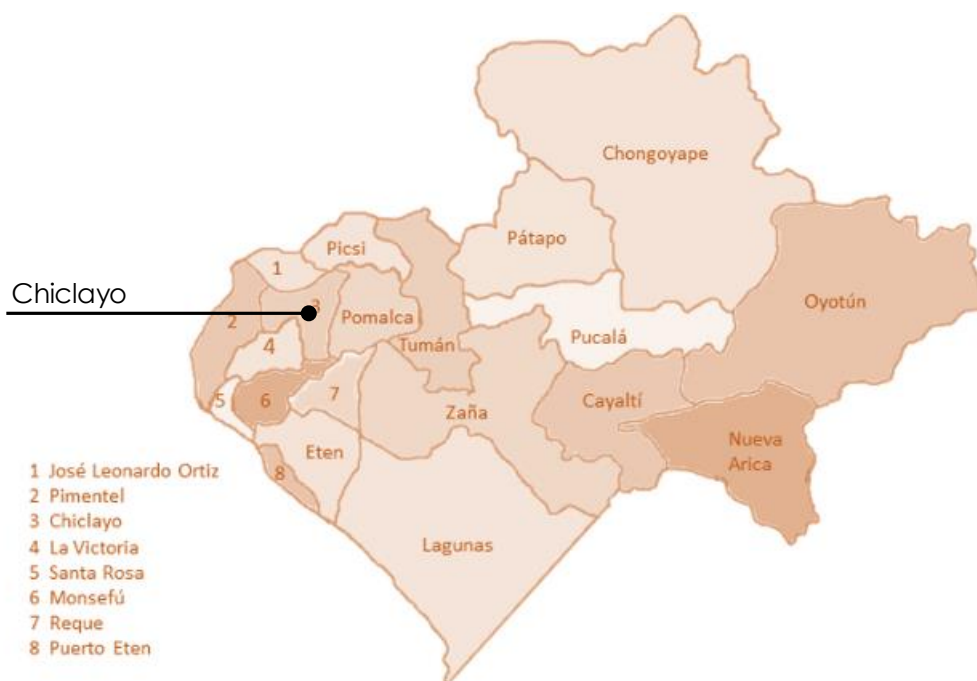 Chongoyape
Pátapo
Picsi
1
Chiclayo
3
2
Pomalca
Oyotún
Pucalá
4
Tumán
5
6
7
Zaña
Cayaltí
Nueva
Arica
Eten
8
Lagunas
1 José Leonardo Ortiz
2 Pimentel
3 Chiclayo
4 La Victoria
5 Santa Rosa
6 Monsefú
7 Reque
8 Puerto Eten